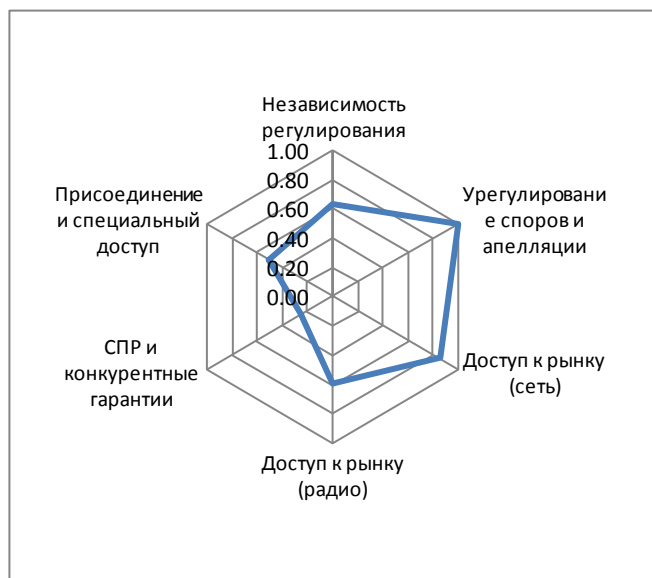 Независимость
регулирования
1.00
0.80
0.60
0.40
0.20
0.00
Урегулировани
е споров и
апелляции
Доступ к рынку
(сеть)
Доступ к рынку
(радио)
СПР и
конкурентные
гарантии
Присоединение
и специальный
доступ